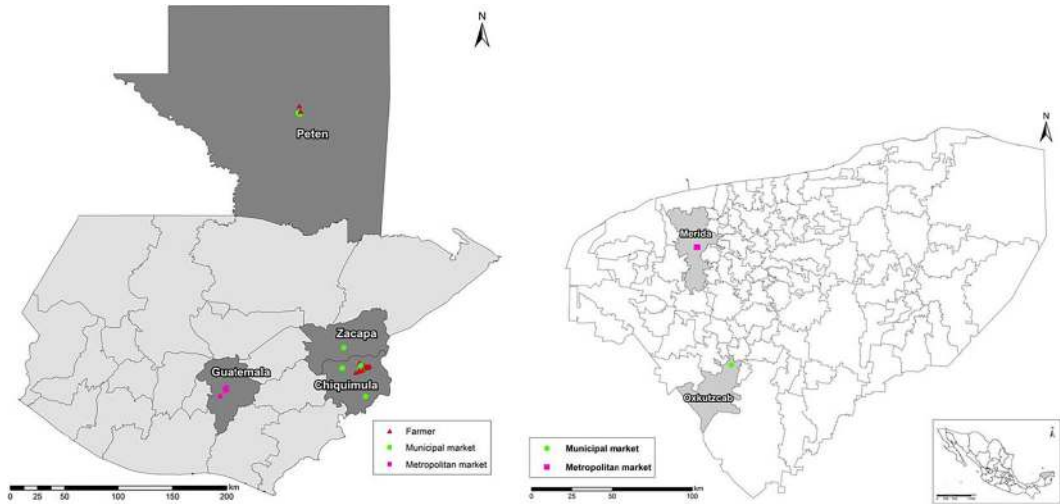 N
Peten
Zacapa
Guatemala
Chiquimula
Farmer
Municipal market
Metropolitan market
km
0 25 50 100 150 200
N
Merida
Oxkutzcab
Municipal market
Metropolitan market
km
0 25 50 100